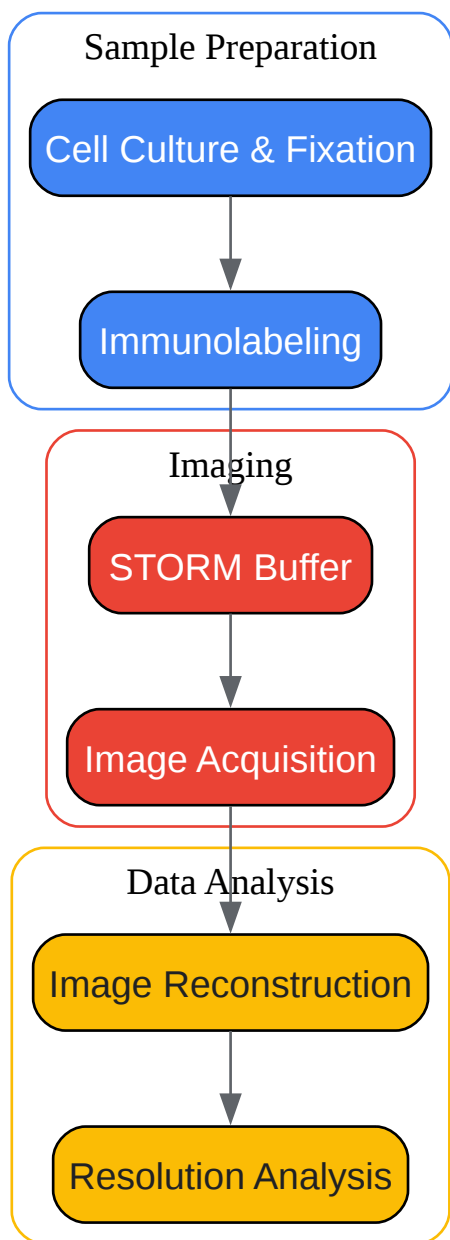 Sample Preparation
Cell Culture & Fixation
Immunolabeling
Imaging
STORM Buffer
Image Acquisition
Data Analysis
Image Reconstruction
Resolution Analysis